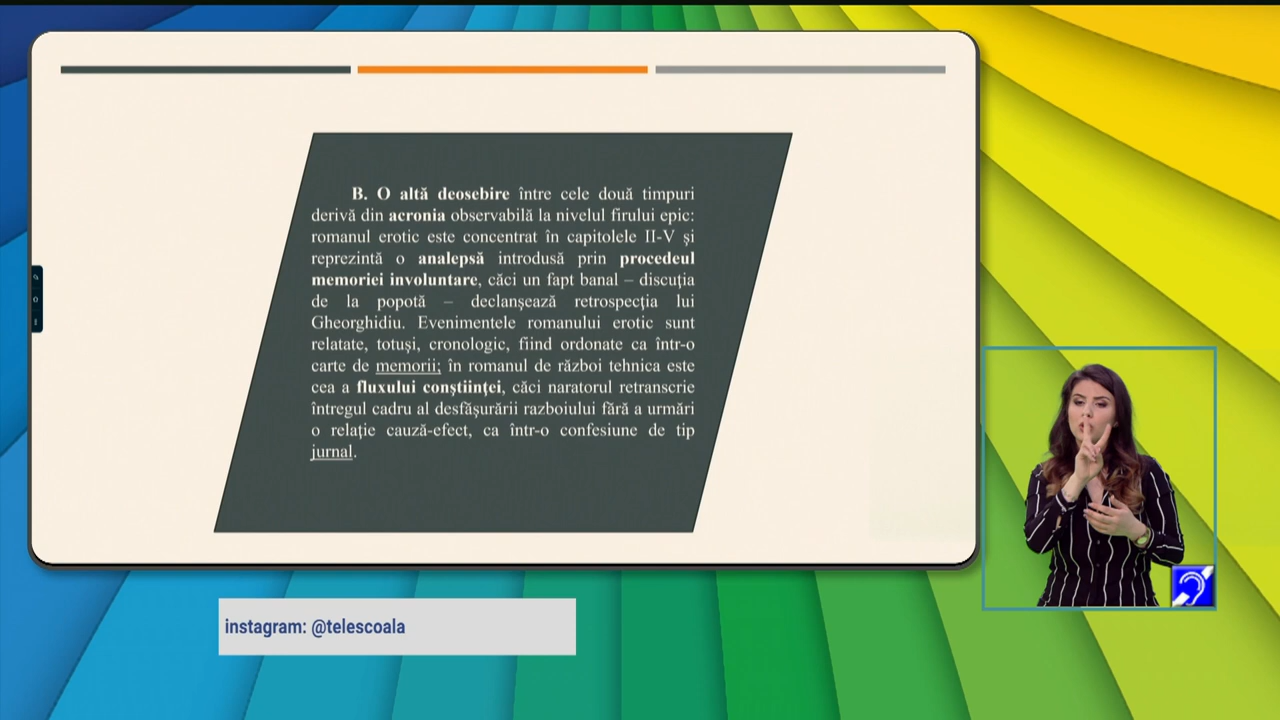 B. O altă deosebire între cele două timpuri
derivă din acronia observabilă la nivelul firului epic:
romanul erotic este concentrat în capitolele II-V și
reprezintă o analepsă introdusă prin procedeul
memoriei involuntare, căci un fapt banal – discuția
de la popotă – declanșează retrospecția lui
Gheorghidiu. Evenimentele romanului erotic sunt
relatate, totuși, cronologic, fiind ordonate ca într-o
carte de memorii; în romanul de război tehnica este
cea a fluxului conștiinței, căci naratorul retranscrie
întregul cadru al desfășurării razboiului fără a urmări
o relație cauză-efect, ca într-o confesiune de tip
jurnal.
instagram: @telescoala